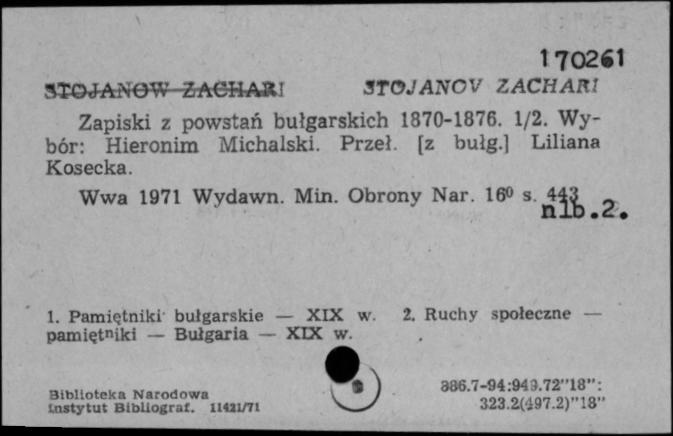 170261
STOJANOW ZACHARI STOJANOV ZACHARI
Zapiski z powstań bułgarskich 1870-1876. 1/2. Wy-
bór: Hieronim Michalski. Przeł. [z bułg.] Liliana
Kosecka.
Wwa 1971 Wydawn. Min. Obrony Nar. 16⁰ s. 443
nlb.2.
1. Pamiętniki bułgarskie — XIX w. 2. Ruchy społeczne —
pamiętniki — Bułgaria — XIX w.
Biblioteka Narodowa
Instytut Bibliograf. 11421/71
886.7-94:949.72"18":
323.2(497.2)"18"